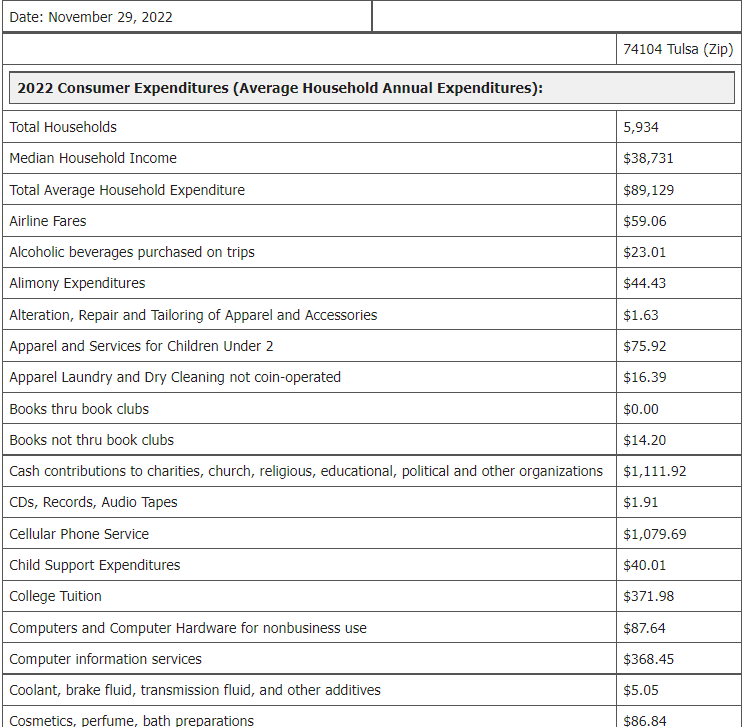 Date: November 29, 2022
74104 Tulsa (Zip)
2022 Consumer Expenditures (Average Household Annual Expenditures):
Total Households 5,934
Median Household Income $38,731
Total Average Household Expenditure $89,129
Airline Fares $59.06
Alcoholic beverages purchased on trips $23.01
Alimony Expenditures $44.43
Alteration, Repair and Tailoring of Apparel and Accessories $1.63
Apparel and Services for Children Under 2 $75.92
Apparel Laundry and Dry Cleaning not coin-operated $16.39
Books thru book clubs $0.00
Books not thru book clubs $14.20
Cash contributions to charities, church, religious, educational, political and other organizations $1,111.92
CDs, Records, Audio Tapes $1.91
Cellular Phone Service $1,079.69
Child Support Expenditures $40.01
College Tuition $371.98
Computers and Computer Hardware for nonbusiness use $87.64
Computer information services $368.45
Coolant, brake fluid, transmission fluid, and other additives $5.05
Cosmetics, perfume, bath preparations $86.84